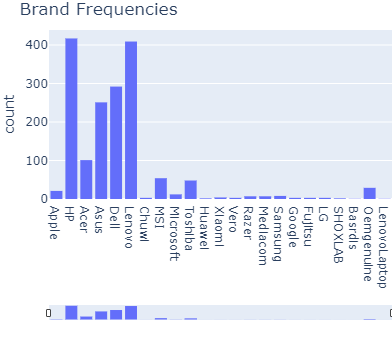 Brand Frequencies
count
400
300
200
100
0
Apple
HP
Acer
Asus
Dell
Lenovo
Chuwi
MSI
Microsoft
Toshiba
Huawei
Xiaomi
Vero
Razer
Mediacom
Samsung
Google
Fujitsu
LG
SHOXLAB
Basrdis
Oemgenuine
LenovoLaptop